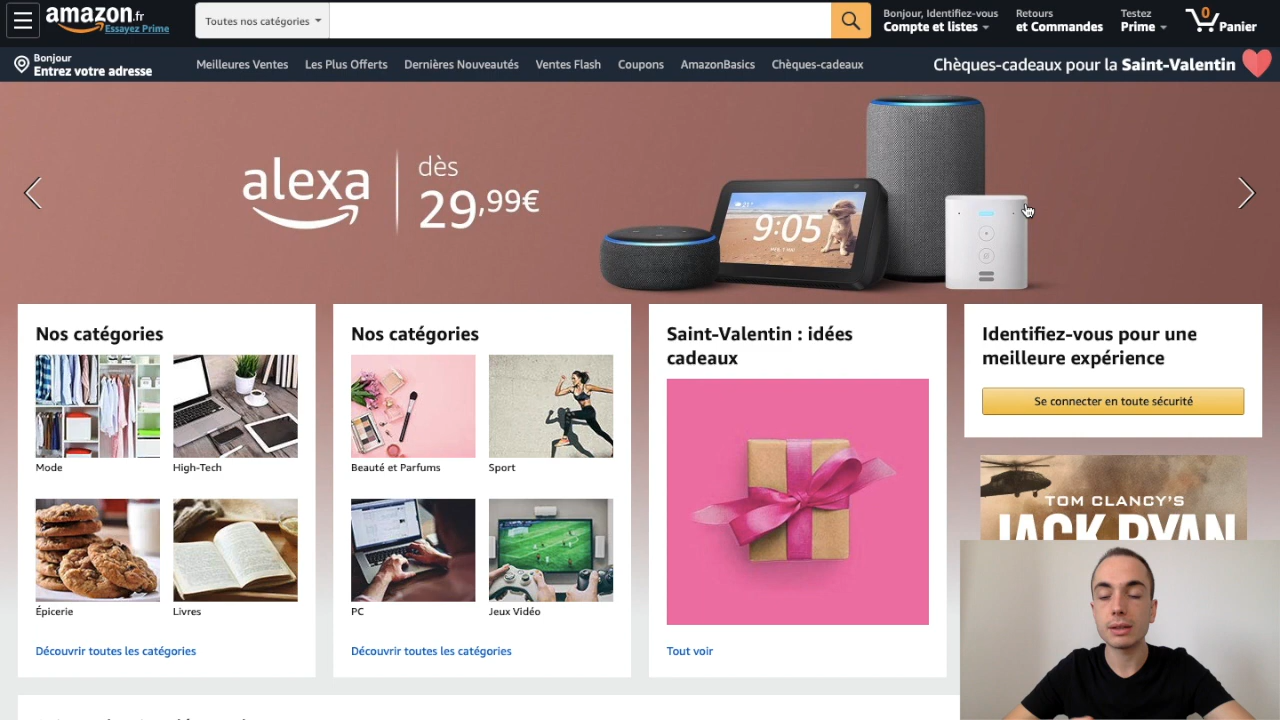 amazon.fr
Essayez Prime
Toutes nos catégories
Bonjour, Identifiez-vous
Compte et listes
Retours
et Commandes
Testez
Prime
0
Panier
Bonjour
Entrez votre adresse
Meilleures Ventes
Les Plus Offerts
Dernières Nouveautés
Ventes Flash
Coupons
AmazonBasics
Chèques-cadeaux
Chèques-cadeaux pour la Saint-Valentin
alexa
dès
29,99€
9:05
Nos catégories
Mode
High-Tech
Épicerie
Livres
Découvrir toutes les catégories
Nos catégories
Beauté et Parfums
Sport
PC
Jeux Vidéo
Découvrir toutes les catégories
Saint-Valentin : idées
cadeaux
Tout voir
Identifiez-vous pour une
meilleure expérience
Se connecter en toute sécurité
TOM CLANCY'S
JACK RYAN